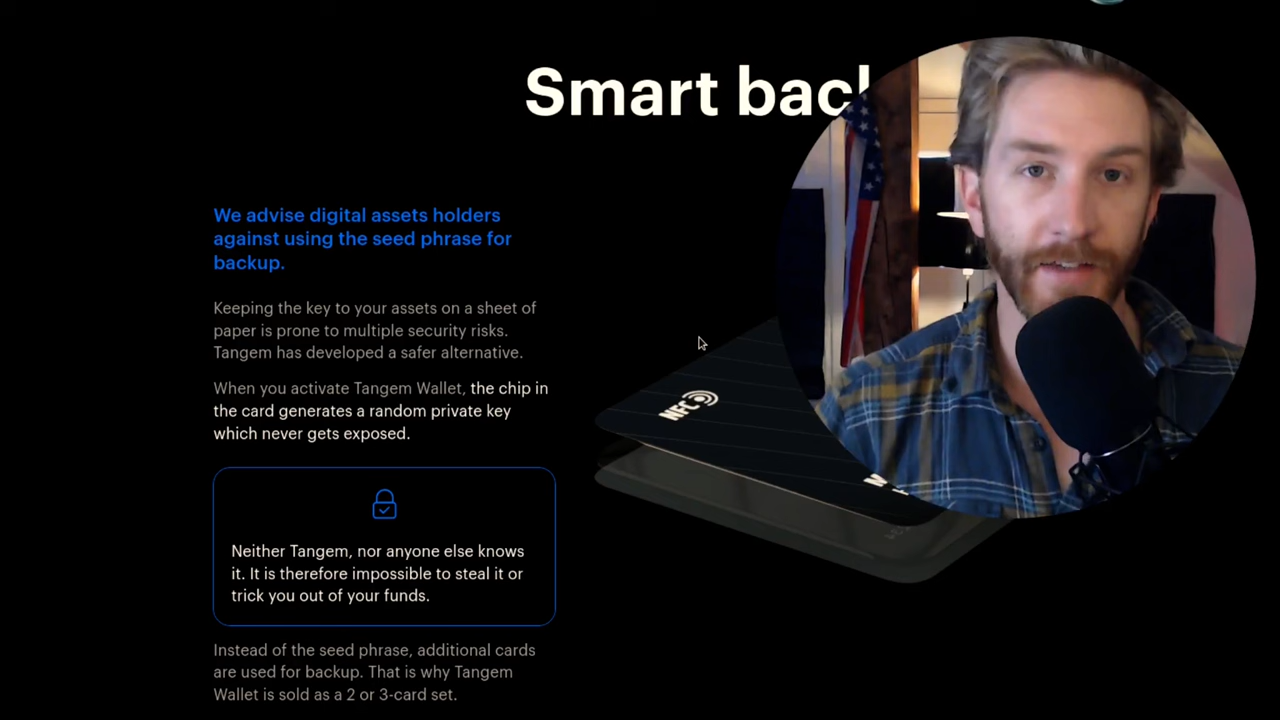 Smart bac
We advise digital assets holders
against using the seed phrase for
backup.
Keeping the key to your assets on a sheet of
paper is prone to multiple security risks.
Tangem has developed a safer alternative.
When you activate Tangem Wallet, the chip in
the card generates a random private key
which never gets exposed.
NFC
Neither Tangem, nor anyone else knows
it. It is therefore impossible to steal it or
trick you out of your funds.
Instead of the seed phrase, additional cards
are used for backup. That is why Tangem
Wallet is sold as a 2 or 3-card set.